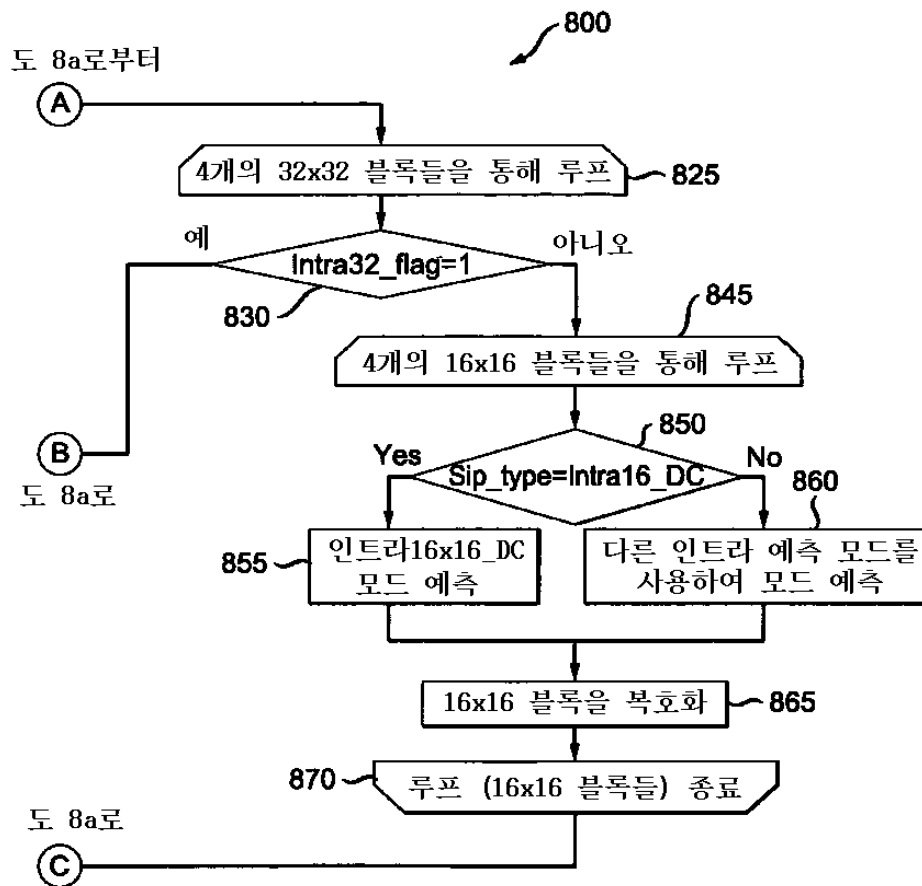 800
도 8a로부터
A
4개의 32x32 블록들을 통해 루프
825
예
아니오
Intra32_flag=1
830
845
4개의 16x16 블록들을 통해 루프
B
도 8a로
850
Yes
No
Sip_type=Intra16_DC
860
855
인트라16x16_DC
모드 예측
다른 인트라 예측 모드를
사용하여 모드 예측
16x16 블록을 복호화
865
870
루프 (16x16 블록들) 종료
도 8a로
C